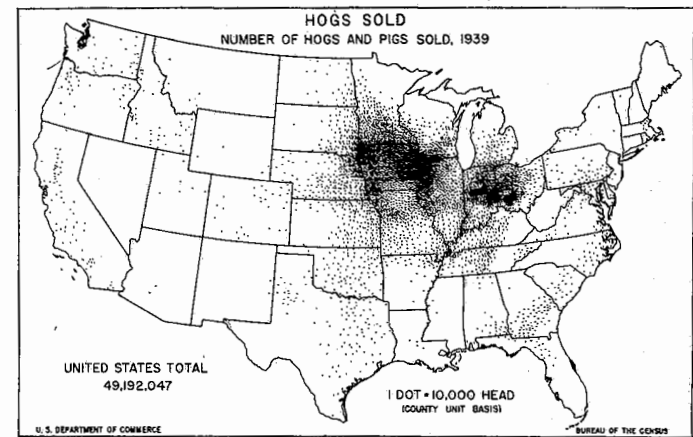 HOGS SOLD
NUMBER OF HOGS AND PIGS SOLD, 1939
UNITED STATES TOTAL
49,192,047
1 DOT = 10,000 HEAD
(COUNTY UNIT BASIS)
U. S. DEPARTMENT OF COMMERCE
BUREAU OF THE CENSUS